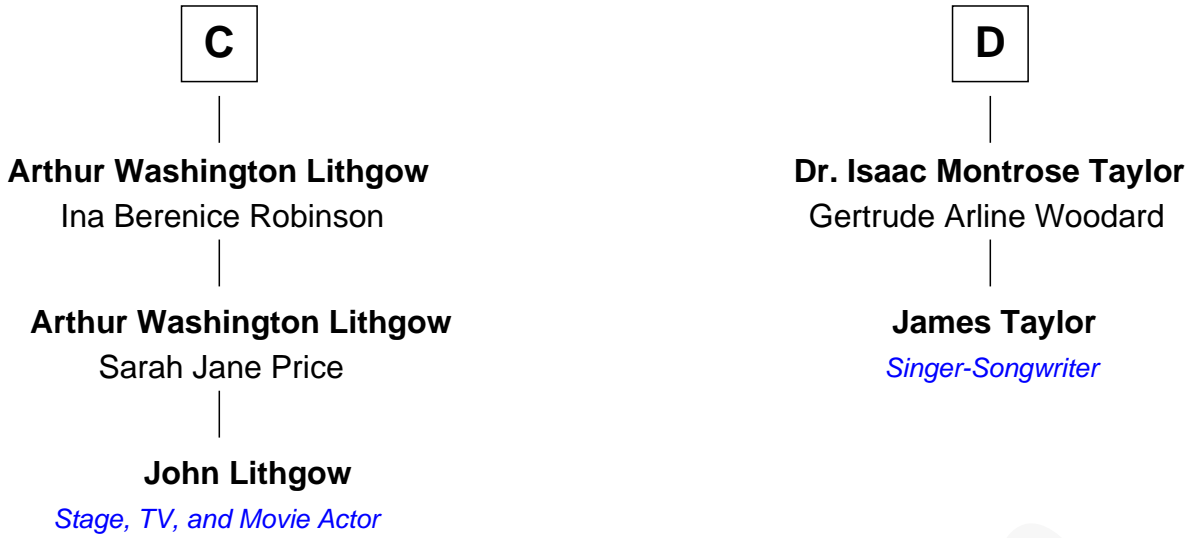 C
Arthur Washington Lithgow
Ina Berenice Robinson
Arthur Washington Lithgow
Sarah Jane Price
John Lithgow
Stage, TV, and Movie Actor
D
Dr. Isaac Montrose Taylor
Gertrude Arline Woodard
James Taylor
Singer-Songwriter